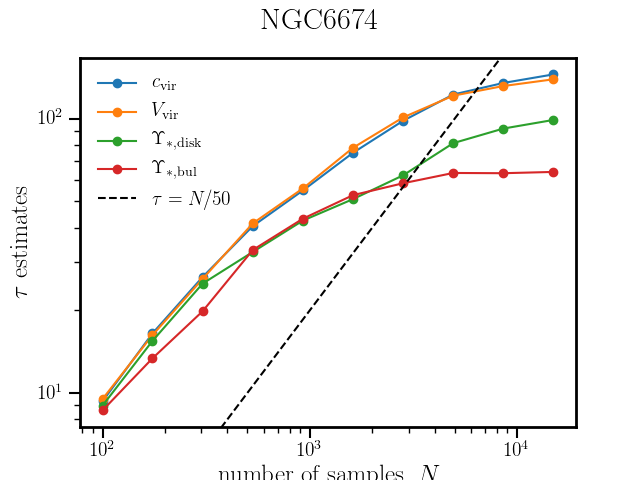 NGC6674
c_vir
V_vir
Υ_*,disk
Υ_*,bul
τ = N/50
τ estimates
10^2
10^1
10^2 10^3 10^4
number of samples, N